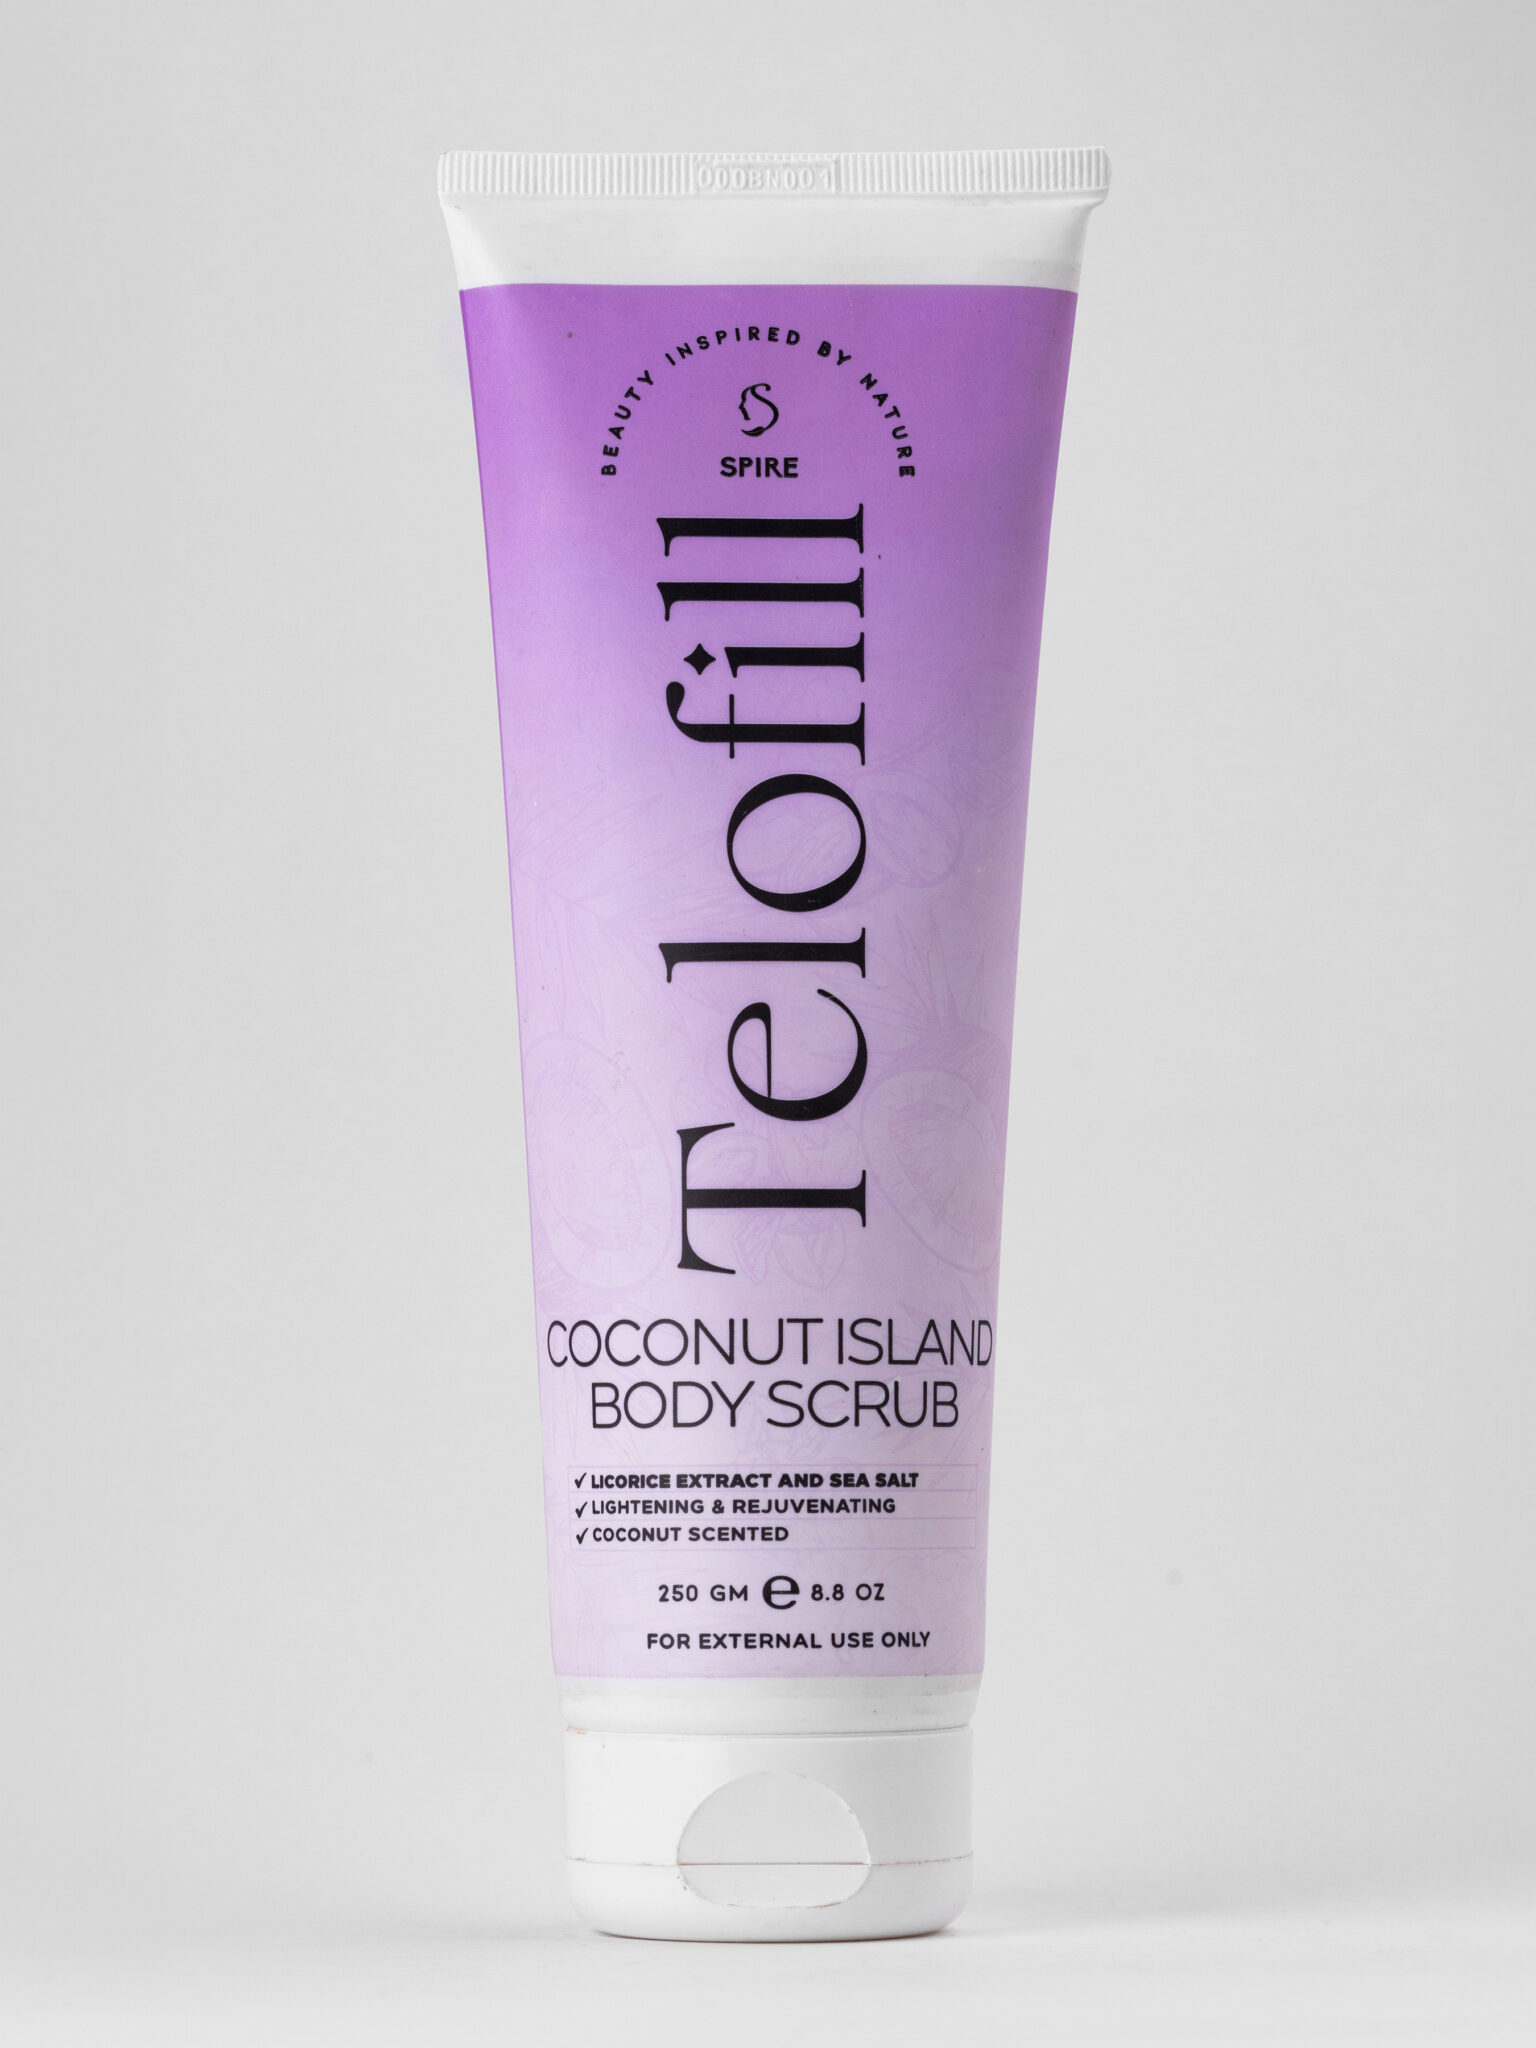 000BN001
BEAUTY INSPIRED BY NATURE
SPIRE
Telofill
COCONUT ISLAND
BODY SCRUB
✓ LICORICE EXTRACT AND SEA SALT
✓ LIGHTENING & REJUVENATING
✓ COCONUT SCENTED
250 GM e 8.8 OZ
FOR EXTERNAL USE ONLY